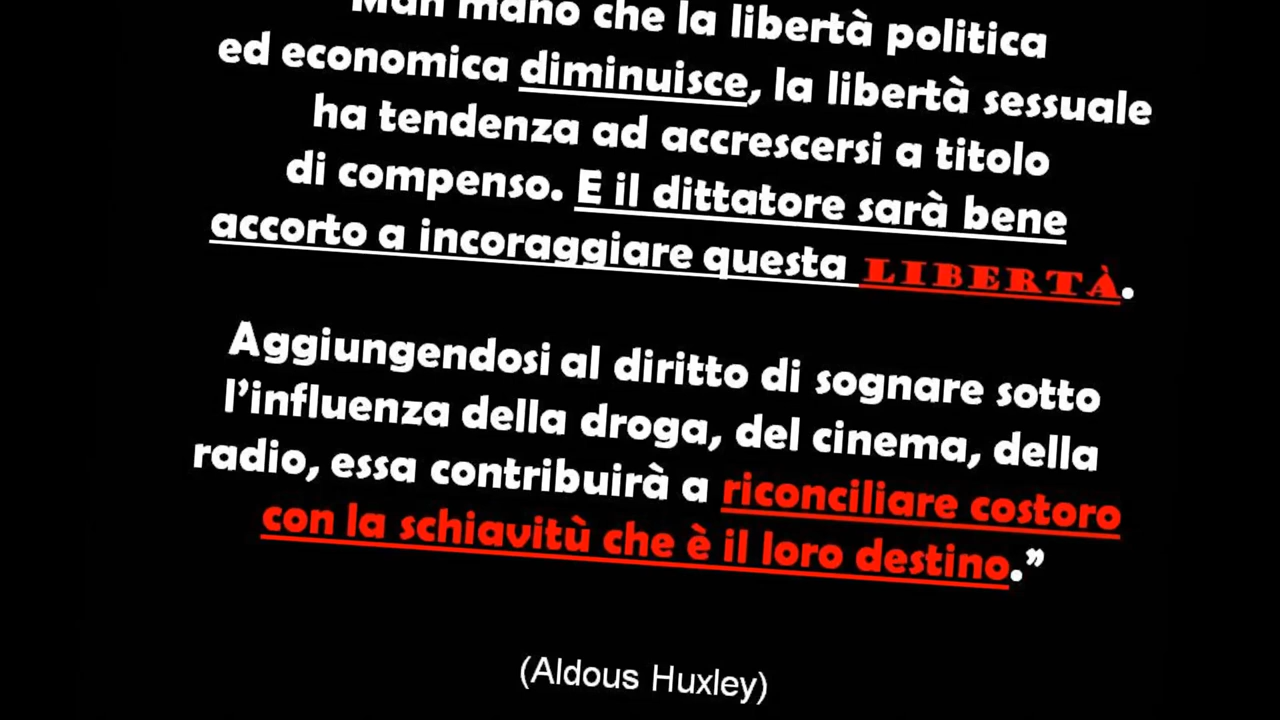 Man mano che la libertà politica
ed economica diminuisce, la libertà sessuale
ha tendenza ad accrescersi a titolo
di compenso. E il dittatore sarà bene
accorto a incoraggiare questa LIBERTÀ.
Aggiungendosi al diritto di sognare sotto
l’influenza della droga, del cinema, della
radio, essa contribuirà a riconciliare costoro
con la schiavitù che è il loro destino.”
(Aldous Huxley)